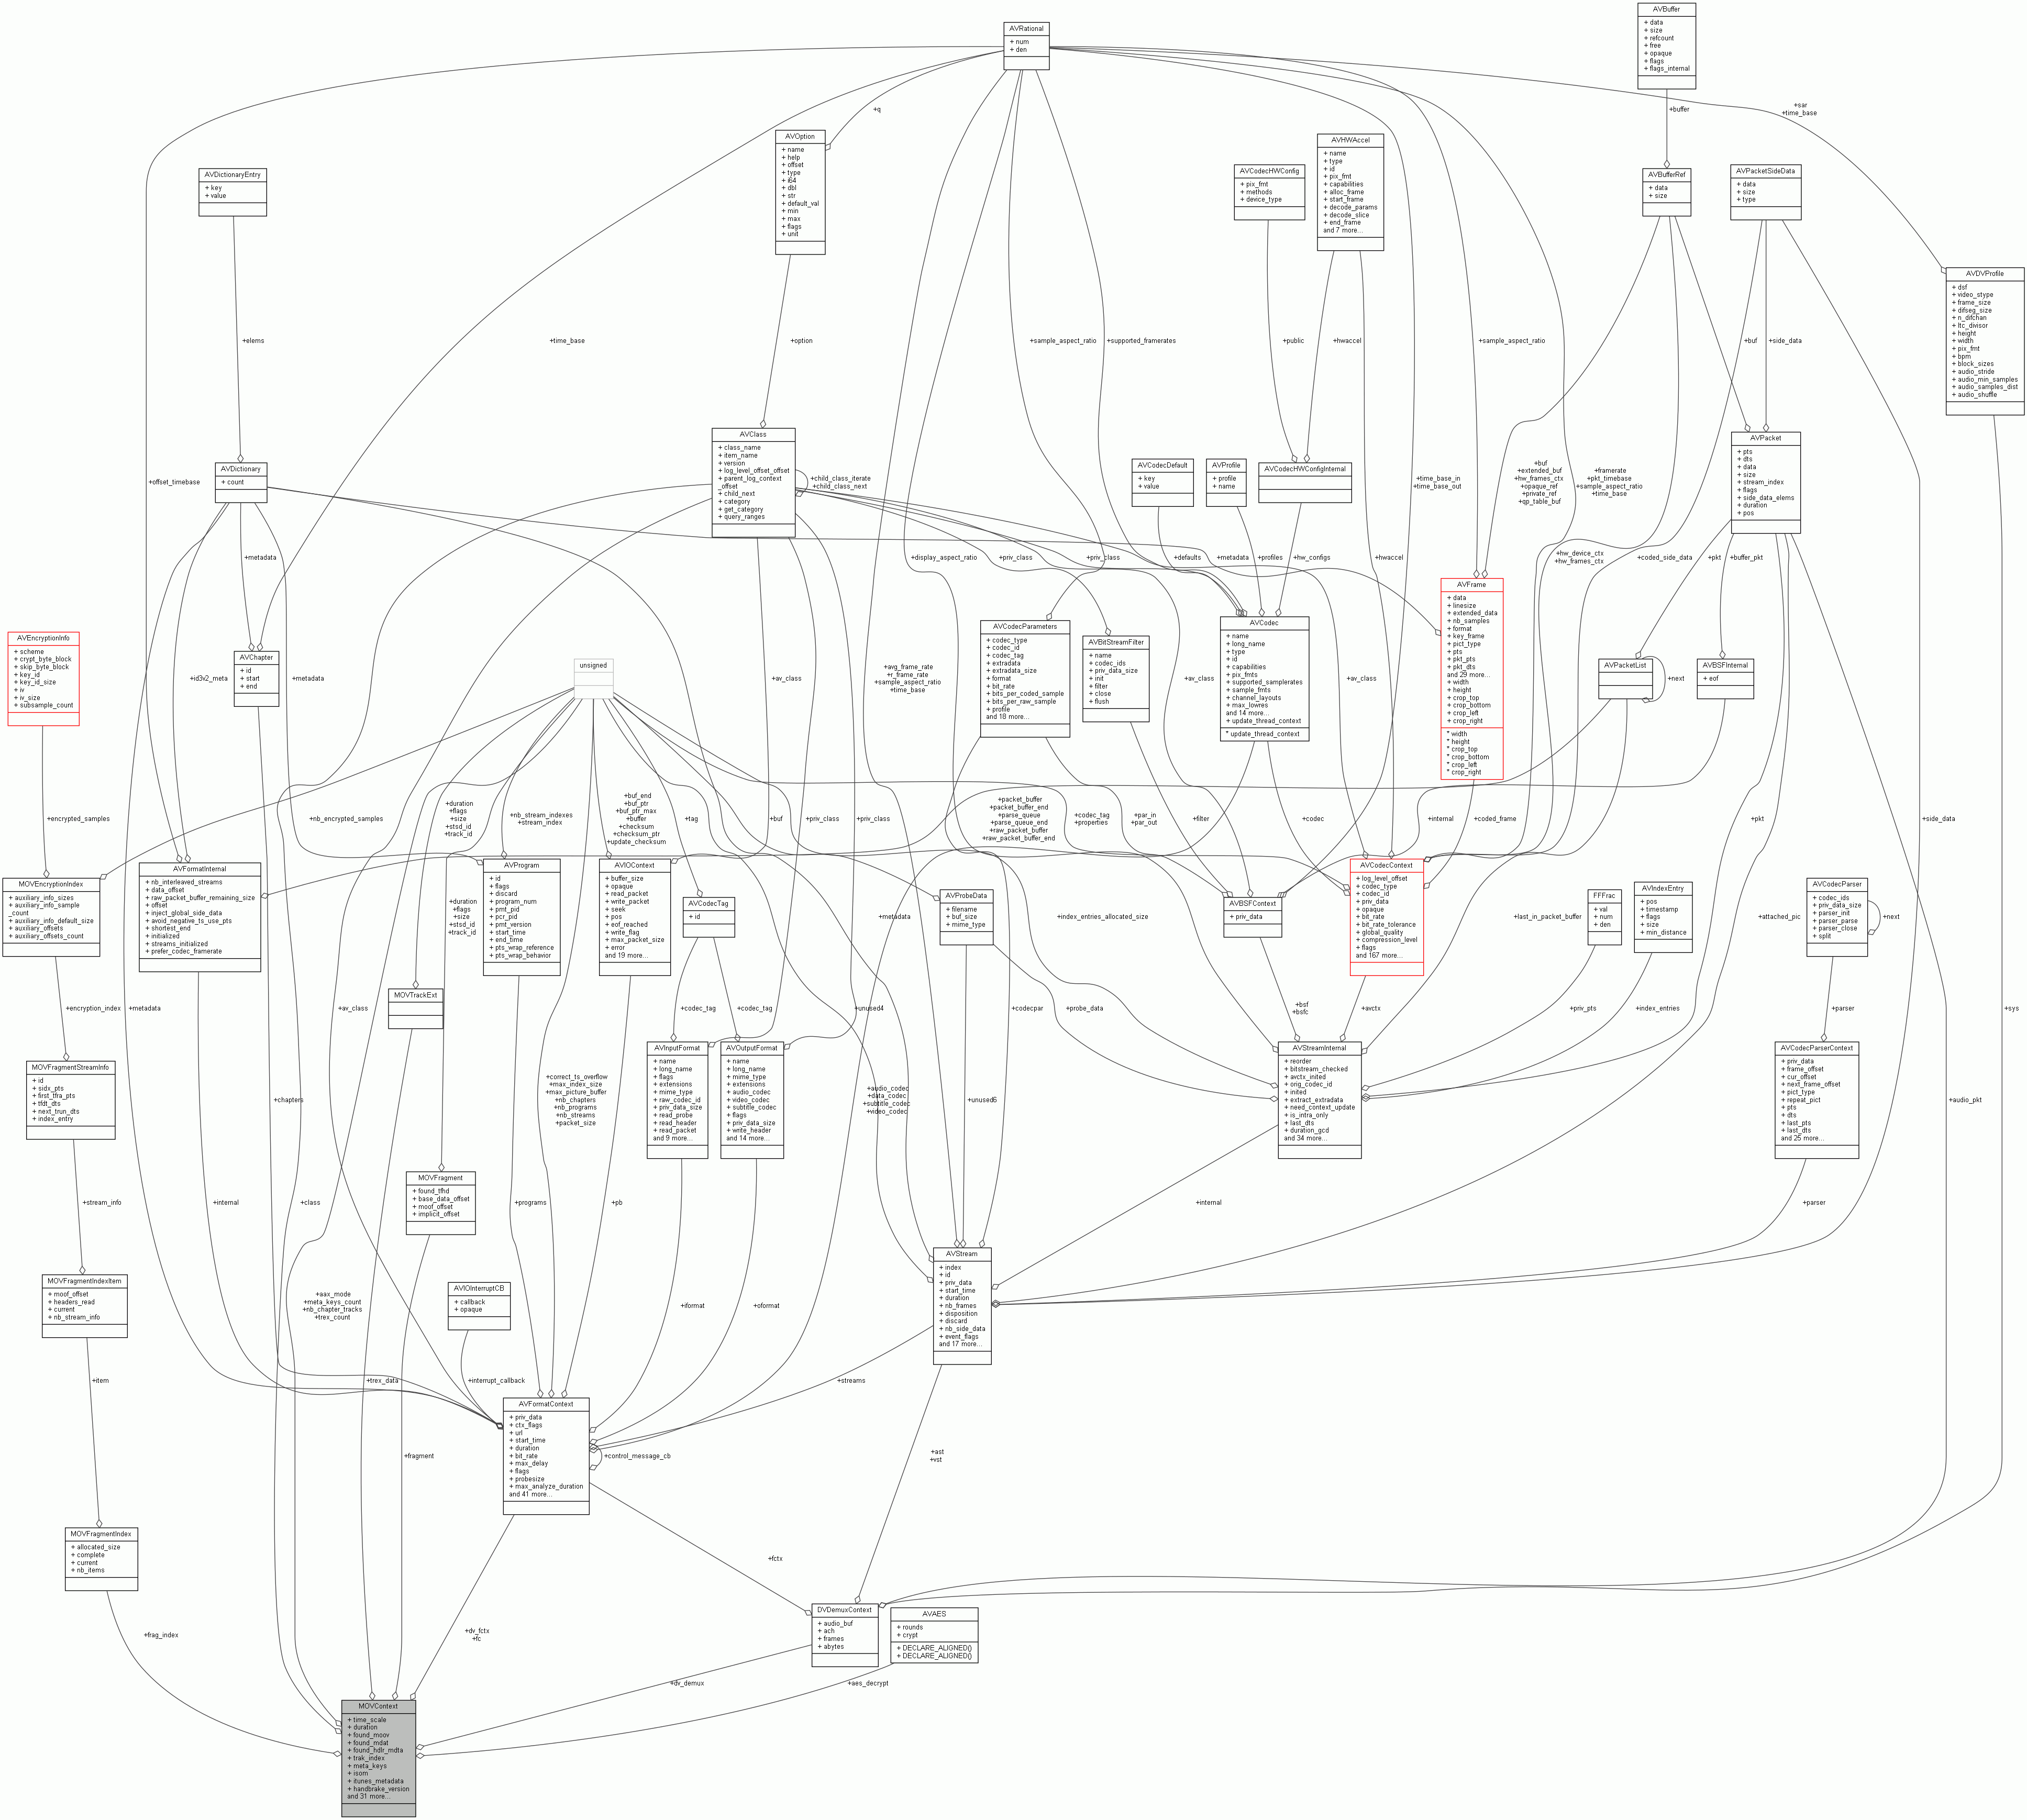 AVRational
+ num
+ den
AVBuffer
+ data
+ size
+ refcount
+ free
+ opaque
+ flags
+ flags_internal
+sar
+time_base
+buffer
+q
AVOption
+ name
+ help
+ offset
+ type
+ i64
+ dbl
+ str
+ default_val
+ min
+ max
+ flags
+ unit
AVHWAccel
+ name
+ type
+ id
+ pix_fmt
+ capabilities
+ alloc_frame
+ start_frame
+ decode_params
+ decode_slice
+ end_frame
and 7 more...
AVCodecHWConfig
+ pix_fmt
+ methods
+ device_type
AVDictionaryEntry
+ key
+ value
AVBufferRef
+ data
+ size
AVPacketSideData
+ data
+ size
+ type
AVDVProfile
+ dsf
+ video_stype
+ frame_size
+ difseg_size
+ n_difchan
+ ltc_divisor
+ height
+ width
+ pix_fmt
+ bpm
+ block_sizes
+ audio_stride
+ audio_min_samples
+ audio_samples_dist
+ audio_shuffle
+elems
+time_base
+option
+sample_aspect_ratio
+supported_framerates
+public
+hwaccel
+sample_aspect_ratio
+buf
+side_data
AVClass
+ class_name
+ item_name
+ version
+ log_level_offset_offset
+ parent_log_context
_offset
+ child_next
+ category
+ get_category
+ query_ranges
+child_class_iterate
+child_class_next
AVDictionary
+ count
+offset_timebase
AVCodecDefault
+ key
+ value
AVProfile
+ profile
+ name
AVCodecHWConfigInternal
+time_base_in
+time_base_out
+buf
+extended_buf
+hw_frames_ctx
+opaque_ref
+private_ref
+qp_table_buf
+framerate
+pkt_timebase
+sample_aspect_ratio
+time_base
AVPacket
+ pts
+ dts
+ data
+ size
+ stream_index
+ flags
+ side_data_elems
+ duration
+ pos
+metadata
+display_aspect_ratio
+priv_class
+priv_class
+defaults
+metadata
+profiles
+hw_configs
+hwaccel
+hw_device_ctx
+hw_frames_ctx
+coded_side_data
+pkt
+buffer_pkt
AVEncryptionInfo
+ scheme
+ crypt_byte_block
+ skip_byte_block
+ key_id
+ key_id_size
+ iv
+ iv_size
+ subsample_count
AVChapter
+ id
+ start
+ end
+id3v2_meta
+metadata
unsigned
+av_class
+avg_frame_rate
+r_frame_rate
+sample_aspect_ratio
+time_base
AVCodecParameters
+ codec_type
+ codec_id
+ codec_tag
+ extradata
+ extradata_size
+ format
+ bit_rate
+ bits_per_coded_sample
+ bits_per_raw_sample
+ profile
and 18 more...
AVBitStreamFilter
+ name
+ codec_ids
+ priv_data_size
+ init
+ filter
+ close
+ flush
+av_class
AVCodec
+ name
+ long_name
+ type
+ id
+ capabilities
+ pix_fmts
+ supported_samplerates
+ sample_fmts
+ channel_layouts
+ max_lowres
and 14 more...
+ update_thread_context
* update_thread_context
+av_class
AVFrame
+ data
+ linesize
+ extended_data
+ nb_samples
+ format
+ key_frame
+ pict_type
+ pts
+ pkt_pts
+ pkt_dts
and 29 more...
+ width
+ height
+ crop_top
+ crop_bottom
+ crop_left
+ crop_right
* width
* height
* crop_top
* crop_bottom
* crop_left
* crop_right
AVPacketList
+next
AVBSFInternal
+ eof
+encrypted_samples
+nb_encrypted_samples
+duration
+flags
+size
+stsd_id
+track_id
+nb_stream_indexes
+stream_index
+buf_end
+buf_ptr
+buf_ptr_max
+buffer
+checksum
+checksum_ptr
+update_checksum
+tag
+buf
+priv_class
+priv_class
+packet_buffer
+packet_buffer_end
+parse_queue
+parse_queue_end
+raw_packet_buffer
+raw_packet_buffer_end
+codec_tag
+properties
+par_in
+par_out
+filter
+codec
+internal
+coded_frame
+pkt
+side_data
MOVEncryptionIndex
+ auxiliary_info_sizes
+ auxiliary_info_sample
_count
+ auxiliary_info_default_size
+ auxiliary_offsets
+ auxiliary_offsets_count
AVFormatInternal
+ nb_interleaved_streams
+ data_offset
+ raw_packet_buffer_remaining_size
+ offset
+ inject_global_side_data
+ avoid_negative_ts_use_pts
+ shortest_end
+ initialized
+ streams_initialized
+ prefer_codec_framerate
+duration
+flags
+size
+stsd_id
+track_id
AVProgram
+ id
+ flags
+ discard
+ program_num
+ pmt_pid
+ pcr_pid
+ pmt_version
+ start_time
+ end_time
+ pts_wrap_reference
+ pts_wrap_behavior
AVIOContext
+ buffer_size
+ opaque
+ read_packet
+ write_packet
+ seek
+ pos
+ eof_reached
+ write_flag
+ max_packet_size
+ error
and 19 more...
AVCodecTag
+ id
+metadata
AVProbeData
+ filename
+ buf_size
+ mime_type
+index_entries_allocated_size
AVBSFContext
+ priv_data
AVCodecContext
+ log_level_offset
+ codec_type
+ codec_id
+ priv_data
+ opaque
+ bit_rate
+ bit_rate_tolerance
+ global_quality
+ compression_level
+ flags
and 167 more...
+last_in_packet_buffer
FFFrac
+ val
+ num
+ den
AVIndexEntry
+ pos
+ timestamp
+ flags
+ size
+ min_distance
+attached_pic
AVCodecParser
+ codec_ids
+ priv_data_size
+ parser_init
+ parser_parse
+ parser_close
+ split
+next
+encryption_index
+metadata
MOVTrackExt
+av_class
+codec_tag
+codec_tag
+unused4
+codecpar
+probe_data
+bsf
+bsfc
+avctx
+priv_pts
+index_entries
+parser
+sys
MOVFragmentStreamInfo
+ id
+ sidx_pts
+ first_tfra_pts
+ tfdt_dts
+ next_trun_dts
+ index_entry
+chapters
+correct_ts_overflow
+max_index_size
+max_picture_buffer
+nb_chapters
+nb_programs
+nb_streams
+packet_size
AVInputFormat
+ name
+ long_name
+ flags
+ extensions
+ mime_type
+ raw_codec_id
+ priv_data_size
+ read_probe
+ read_header
+ read_packet
and 9 more...
AVOutputFormat
+ name
+ long_name
+ mime_type
+ extensions
+ audio_codec
+ video_codec
+ subtitle_codec
+ flags
+ priv_data_size
+ write_header
and 14 more...
+audio_codec
+data_codec
+subtitle_codec
+video_codec
+unused6
AVStreamInternal
+ reorder
+ bitstream_checked
+ avctx_inited
+ orig_codec_id
+ inited
+ extract_extradata
+ need_context_update
+ is_intra_only
+ last_dts
+ duration_gcd
and 34 more...
AVCodecParserContext
+ priv_data
+ frame_offset
+ cur_offset
+ next_frame_offset
+ pict_type
+ repeat_pict
+ pts
+ dts
+ last_pts
+ last_dts
and 25 more...
+audio_pkt
+stream_info
+internal
+class
MOVFragment
+ found_tfhd
+ base_data_offset
+ moof_offset
+ implicit_offset
+programs
+pb
+internal
+parser
MOVFragmentIndexItem
+ moof_offset
+ headers_read
+ current
+ nb_stream_info
+aax_mode
+meta_keys_count
+nb_chapter_tracks
+trex_count
AVIOInterruptCB
+ callback
+ opaque
+iformat
+oformat
AVStream
+ index
+ id
+ priv_data
+ start_time
+ duration
+ nb_frames
+ disposition
+ discard
+ nb_side_data
+ event_flags
and 17 more...
+item
+trex_data
+interrupt_callback
+streams
AVFormatContext
+ priv_data
+ ctx_flags
+ url
+ start_time
+ duration
+ bit_rate
+ max_delay
+ flags
+ probesize
+ max_analyze_duration
and 41 more...
+control_message_cb
+fragment
+ast
+vst
MOVFragmentIndex
+ allocated_size
+ complete
+ current
+ nb_items
+fctx
+frag_index
+dv_fctx
+fc
DVDemuxContext
+ audio_buf
+ ach
+ frames
+ abytes
AVAES
+ rounds
+ crypt
+ DECLARE_ALIGNED()
+ DECLARE_ALIGNED()
+dv_demux
+aes_decrypt
MOVContext
+ time_scale
+ duration
+ found_moov
+ found_mdat
+ found_hdlr_mdta
+ trak_index
+ meta_keys
+ isom
+ itunes_metadata
+ handbrake_version
and 31 more...